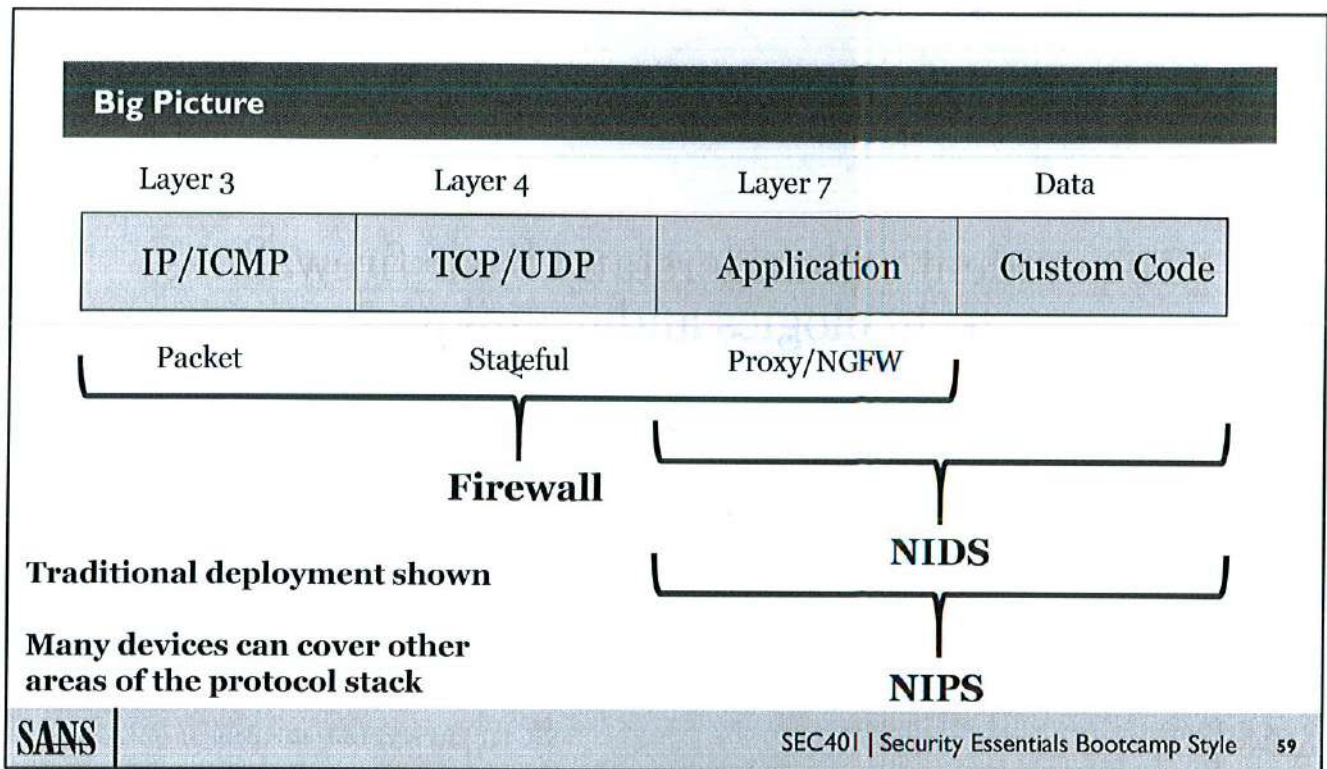 Big Picture
Layer 3 Layer 4 Layer 7 Data
IP/ICMP TCP/UDP Application Custom Code
Packet Stateful Proxy/NGFW
Firewall
NIDS
Traditional deployment shown
Many devices can cover other
areas of the protocol stack
NIPS
SANS
SEC401 | Security Essentials Bootcamp Style 59